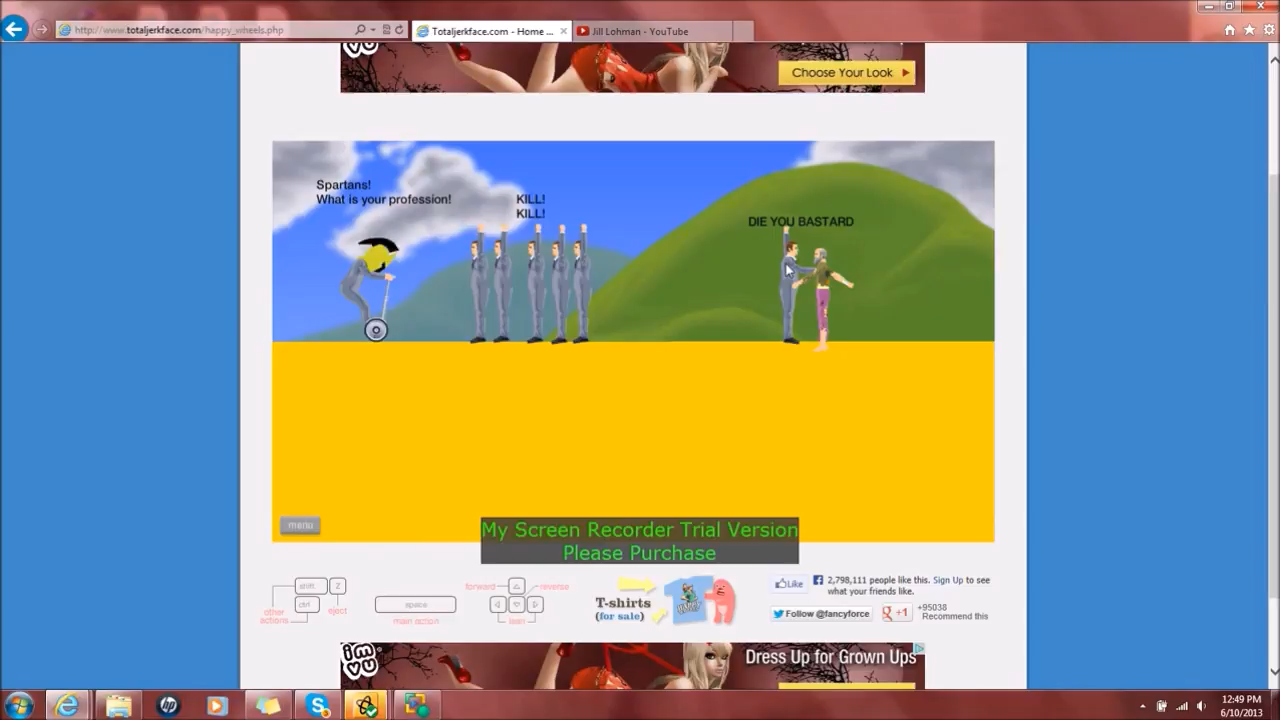 http://www.totaljerkface.com/happy_wheels.php
Totaljerkface.com - Home ...
Jill Lohman - YouTube
Choose Your Look
Spartans!
What is your profession!
KILL!
KILL!
DIE YOU BASTARD
menu
My Screen Recorder Trial Version
Please Purchase
shift
Z
ctrl
eject
other
actions
space
main action
forward
reverse
lean
T-shirts
(for sale)
Like
2,798,111 people like this. Sign Up to see
what your friends like.
Follow @fancyforce
+1
+95038
Recommend this
imvu
Dress Up for Grown Ups
12:49 PM
6/10/2013